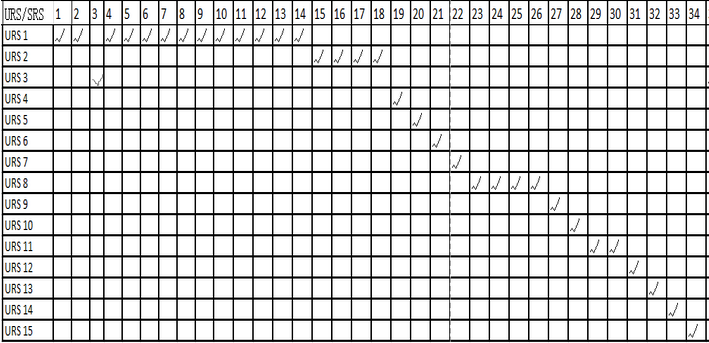 URS/SRS 1 2 3 4 5 6 7 8 9 10 11 12 13 14 15 16 17 18 19 20 21 22 23 24 25 26 27 28 29 30 31 32 33 34
URS 1 √ √ √ √ √ √ √ √ √ √ √ √ √
URS 2 √ √ √ √
URS 3 √
URS 4 √
URS 5 √
URS 6 √
URS 7 √
URS 8 √ √ √ √
URS 9 √
URS 10 √
URS 11 √ √
URS 12 √
URS 13 √
URS 14 √
URS 15 √